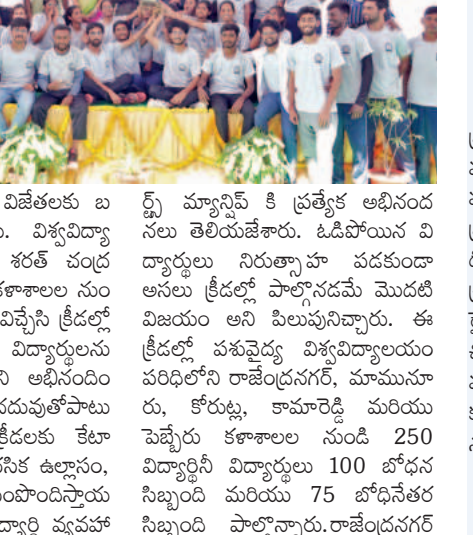 విజేతలకు బ
విశ్వవిద్యా
శరత్ చంద్ర
కళాశాలల నుం
విచ్చేసి క్రీడల్లో
విద్యార్థులను
ని అభినందిం
చదువుతోపాటు
క్రీడలకు కేటా
సిక ఉల్లాసం,
ంపొందిస్తాయ
ద్యార్థి వ్యవహా
ర్ట్స్ మ్యాన్షిప్ కి ప్రత్యేక అభినంద
నలు తెలియజేశారు. ఓడిపోయిన వి
ద్యార్థులు నిరుత్సాహ పడకుండా
అసలు క్రీడల్లో పాల్గొనడమే మొదటి
విజయం అని పిలుపునిచ్చారు. ఈ
క్రీడల్లో పశువైద్య విశ్వవిద్యాలయం
పరిధిలోని రాజేంద్రనగర్, మామునూ
రు, కోరుట్ల, కామారెడ్డి మరియు
పెబ్బేరు కళాశాలల నుండి 250
విద్యార్థినీ విద్యార్థులు 100 బోధన
సిబ్బంది మరియు 75 బోధినేతర
సిబ్బంది పాల్గొన్నారు.రాజేంద్రనగర్